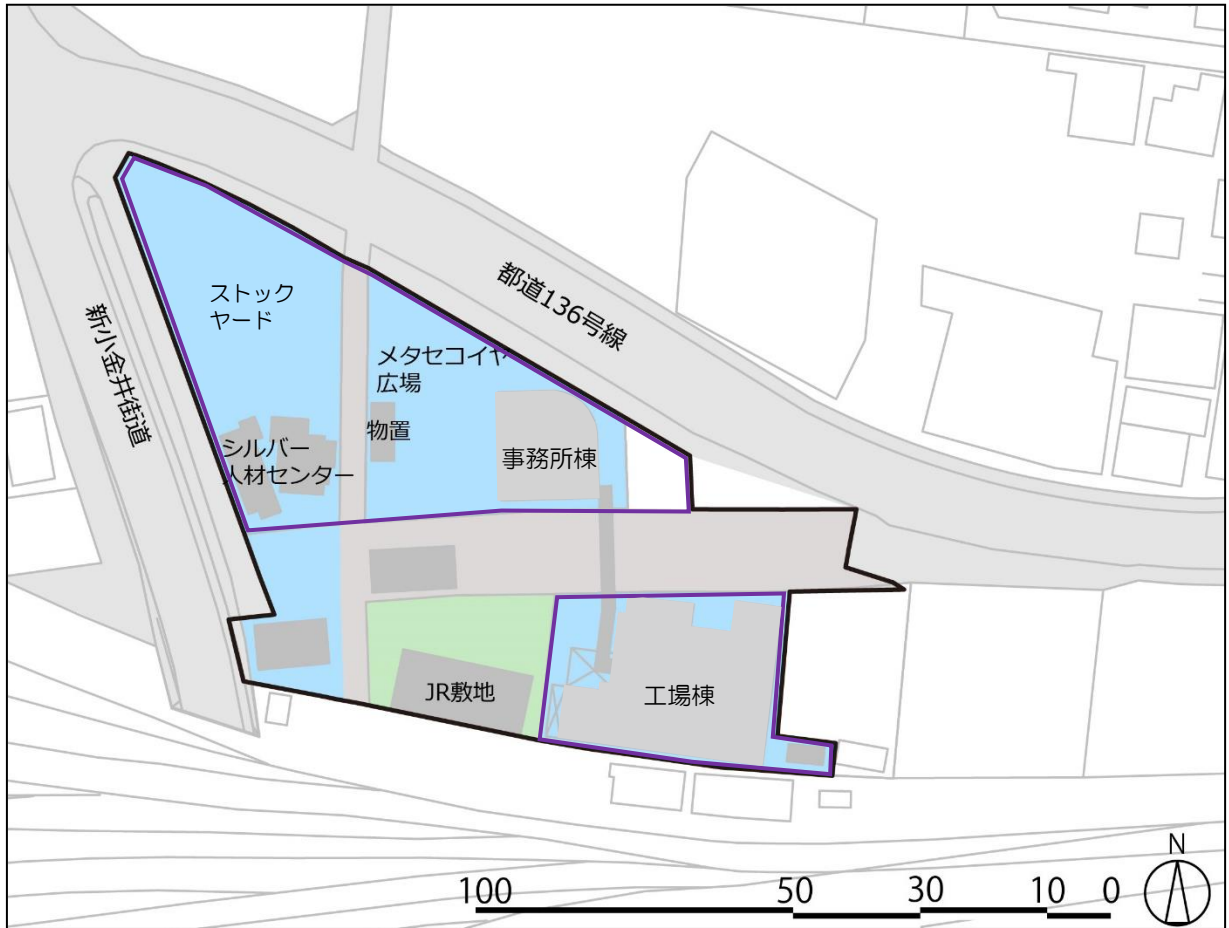 都道136号線
ストック
ヤード
新小金井街道
メタセコイヤ
広場
物置
シルバー
人材センター
事務所棟
JR敷地
工場棟
N
100 50 30 10 0